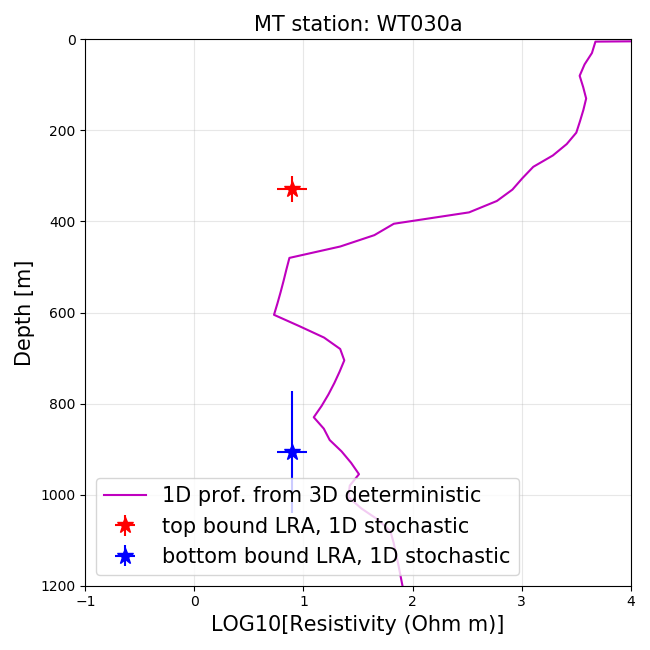 MT station: WT030a
0
200
400
600
800
1000
1200
Depth [m]
−1
0
1
2
3
4
LOG10[Resistivity (Ohm m)]
1D prof. from 3D deterministic
top bound LRA, 1D stochastic
bottom bound LRA, 1D stochastic